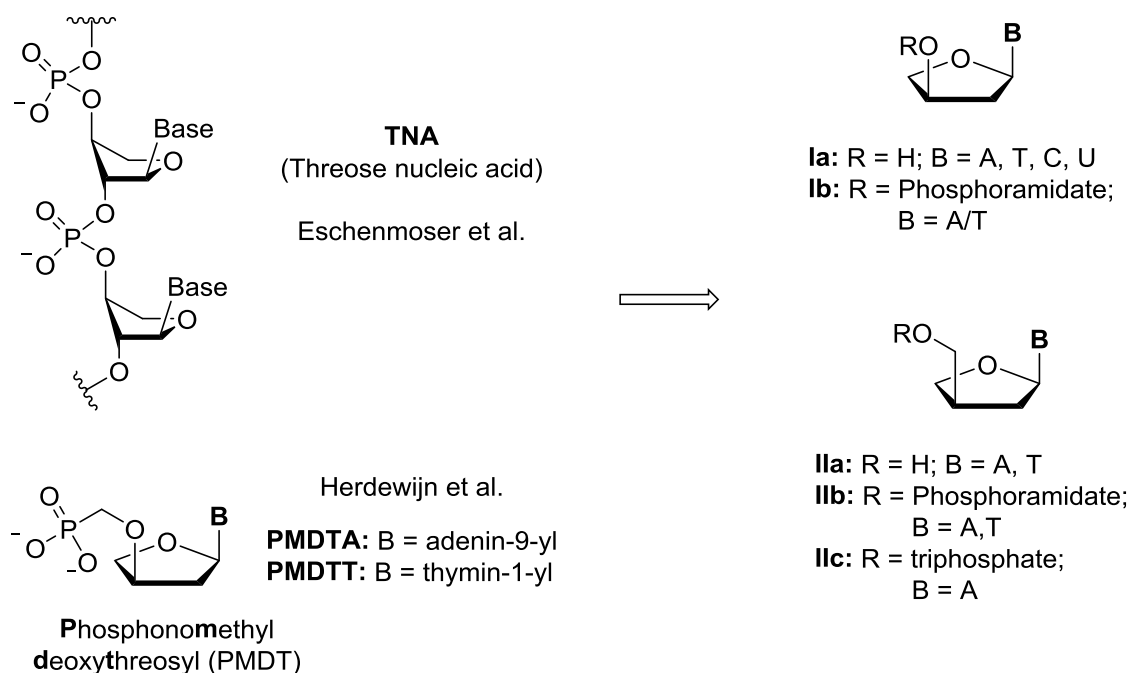 O
O
P
−
O
O
Base
O
O
O
P
−
O
O
Base
O
O
TNA
(Threose nucleic acid)
Eschenmoser et al.
RO
O
B
Ia: R = H; B = A, T, C, U
Ib: R = Phosphoramidate;
B = A/T
RO
O
B
IIa: R = H; B = A, T
IIb: R = Phosphoramidate;
B = A,T
IIc: R = triphosphate;
B = A
O
P
−O
O
−
O
O
B
Phosphonomethyl
deoxythreosyl (PMDT)
Herdewijn et al.
PMDTA: B = adenin-9-yl
PMDTT: B = thymin-1-yl